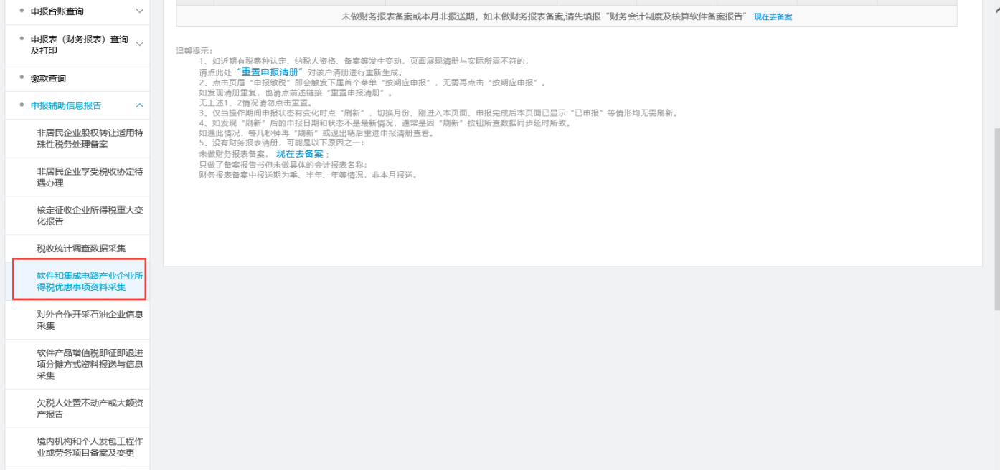 申报台账查询
申报表（财务报表）查询
及打印
缴款查询
申报辅助信息报告
非居民企业股权转让适用特
殊性税务处理备案
非居民企业享受税收协定待
遇办理
核定征收企业所得税重大变
化报告
税收统计调查数据采集
软件和集成电路产业企业所
得税优惠事项资料采集
对外合作开采石油企业信息
采集
软件产品增值税即征即退进
项分摊方式资料报送与信息
采集
欠税人处置不动产或大额资
产报告
境内机构和个人发包工程作
业或劳务项目备案及变更
未做财务报表备案或本月非报送期，如未做财务报表备案,请先填报“财务会计制度及核算软件备案报告” 现在去备案
温馨提示：
1、如近期有税费种认定、纳税人资格、备案等发生变动，页面展现清册与实际所需不符的，
请点此处“重置申报清册”对该户清册进行重新生成。
2、点击页眉“申报缴税”即会触发下属首个菜单“按期应申报”，无需再点击“按期应申报”。
如发现清册重复，也请点前述链接“重置申报清册”。
无上述1、2情况请勿点击重置。
3、仅当操作期间申报状态有变化时点“刷新”，切换月份、刚进入本页面、申报完成后本页面已显示“已申报”等情形均无需刷新。
4、如发现“刷新”后的申报日期和状态不是最新情况，通常是因“刷新”按钮所查数据同步延时所致。
如遇此情况，等几秒钟再“刷新”或退出稍后重进申报清册查看。
5、没有财务报表清册，可能是以下原因之一：
未做财务报表备案， 现在去备案；
只做了备案报告书但未做具体的会计报表名称；
财务报表备案中报送期为季、半年、年等情况，非本月报送。